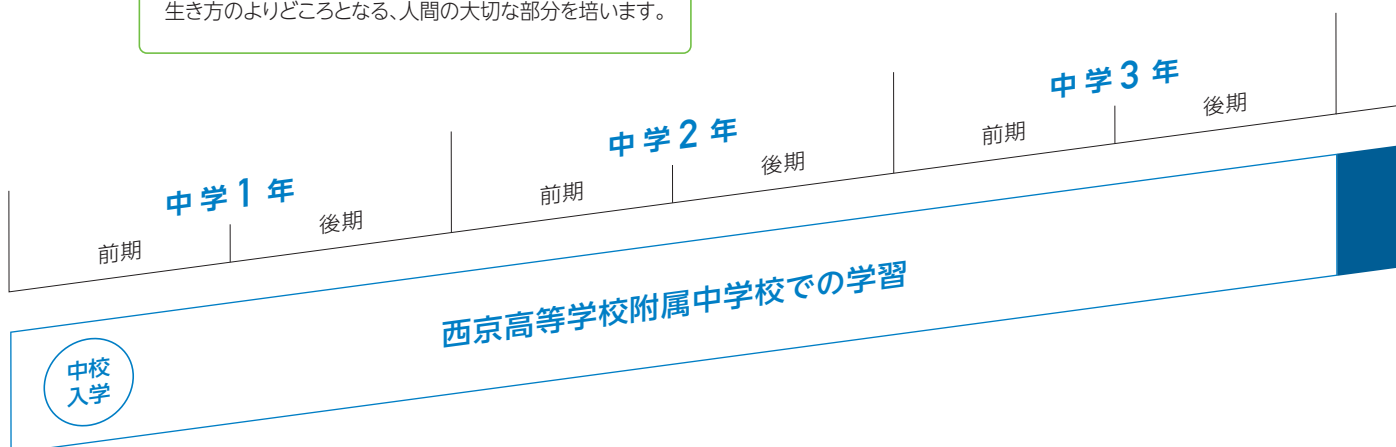 生き方のよりどころとなる、人間の大切な部分を培います。
中学1年
前期
後期
中学2年
前期
後期
中学3年
前期
後期
西京高等学校附属中学校での学習
中校
入学